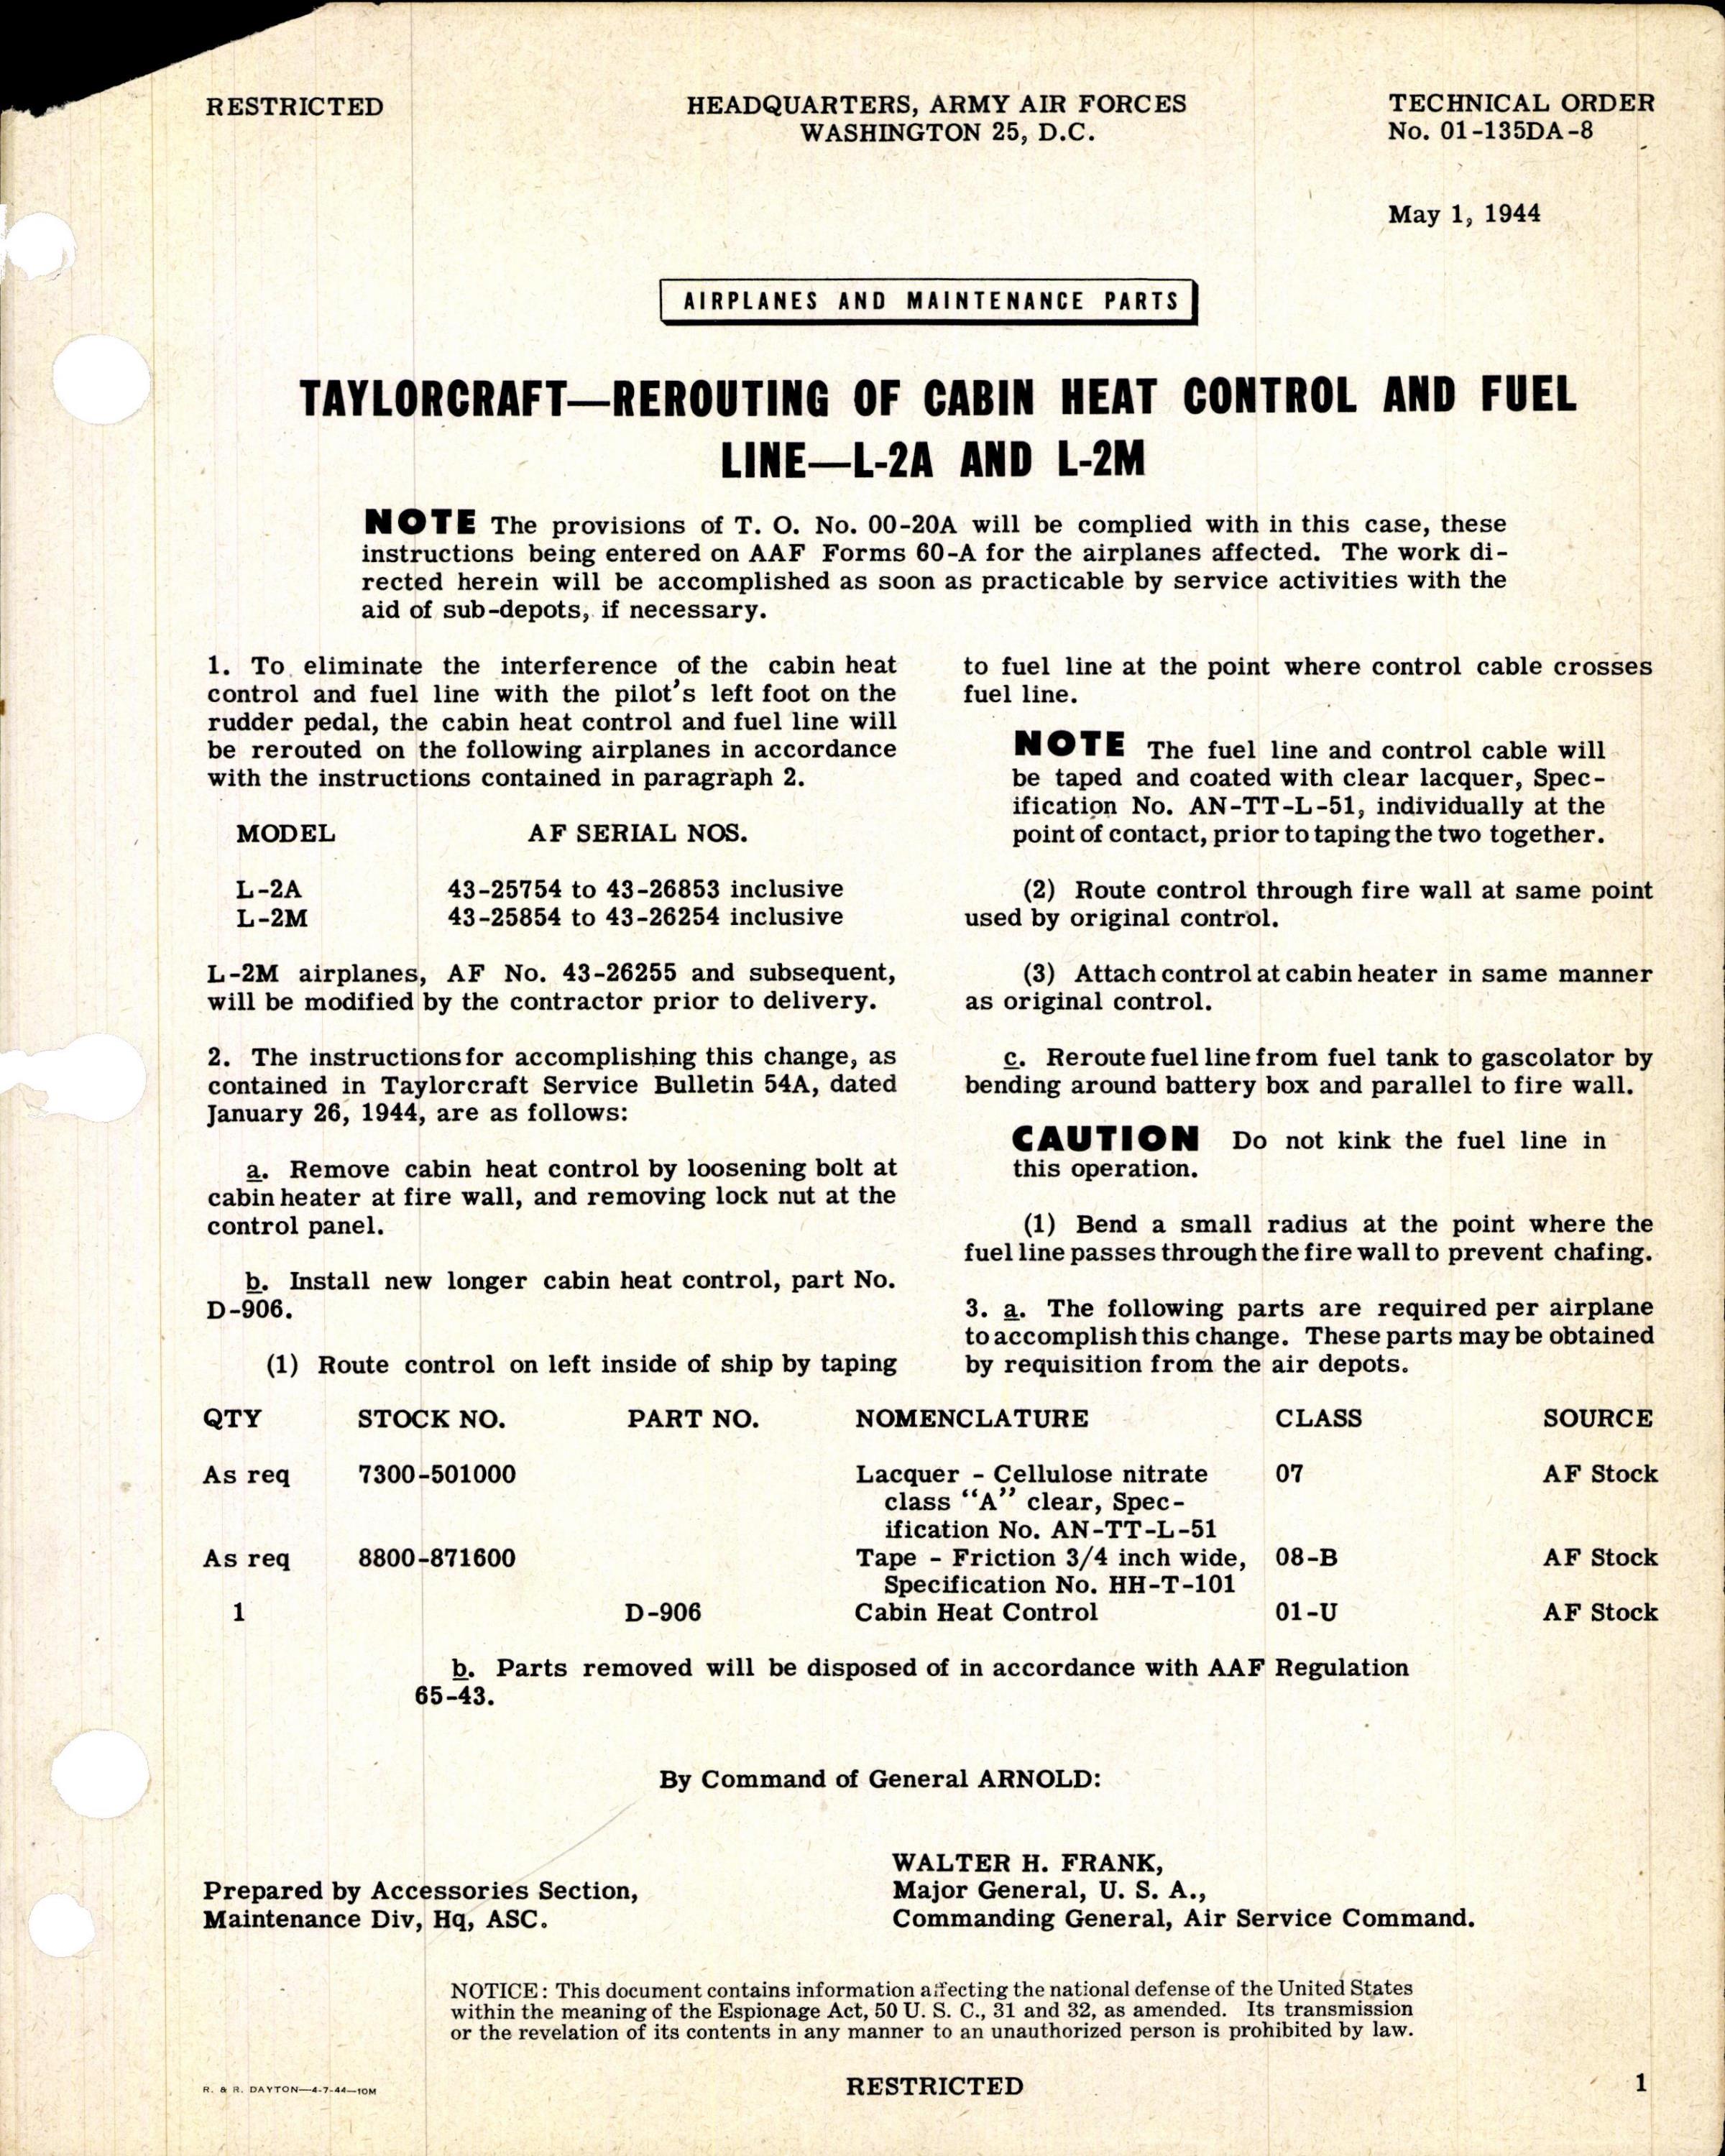 RESTRICTED
HEADQUARTERS, ARMY AIR FORCES
WASHINGTON 25, D.C.
TECHNICAL ORDER
No. 01-135DA-8
May 1, 1944
AIRPLANES AND MAINTENANCE PARTS
TAYLORCRAFT—REROUTING OF CABIN HEAT CONTROL AND FUEL
LINE—L-2A AND L-2M
NOTE The provisions of T. O. No. 00-20A will be complied with in this case, these
instructions being entered on AAF Forms 60-A for the airplanes affected. The work di-
rected herein will be accomplished as soon as practicable by service activities with the
aid of sub-depots, if necessary.
1. To eliminate the interference of the cabin heat
control and fuel line with the pilot's left foot on the
rudder pedal, the cabin heat control and fuel line will
be rerouted on the following airplanes in accordance
with the instructions contained in paragraph 2.
MODEL AF SERIAL NOS.
L-2A 43-25754 to 43-26853 inclusive
L-2M 43-25854 to 43-26254 inclusive
L-2M airplanes, AF No. 43-26255 and subsequent,
will be modified by the contractor prior to delivery.
2. The instructions for accomplishing this change, as
contained in Taylorcraft Service Bulletin 54A, dated
January 26, 1944, are as follows:
a. Remove cabin heat control by loosening bolt at
cabin heater at fire wall, and removing lock nut at the
control panel.
b. Install new longer cabin heat control, part No.
D-906.
(1) Route control on left inside of ship by taping
to fuel line at the point where control cable crosses
fuel line.
NOTE The fuel line and control cable will
be taped and coated with clear lacquer, Spec-
ification No. AN-TT-L-51, individually at the
point of contact, prior to taping the two together.
(2) Route control through fire wall at same point
used by original control.
(3) Attach control at cabin heater in same manner
as original control.
c. Reroute fuel line from fuel tank to gascolator by
bending around battery box and parallel to fire wall.
CAUTION Do not kink the fuel line in
this operation.
(1) Bend a small radius at the point where the
fuel line passes through the fire wall to prevent chafing.
3. a. The following parts are required per airplane
to accomplish this change. These parts may be obtained
by requisition from the air depots.
QTY STOCK NO. PART NO. NOMENCLATURE CLASS SOURCE
As req 7300-501000 Lacquer - Cellulose nitrate 07 AF Stock
class "A" clear, Spec-
ification No. AN-TT-L-51
As req 8800-871600 Tape - Friction 3/4 inch wide, 08-B AF Stock
Specification No. HH-T-101
1 D-906 Cabin Heat Control 01-U AF Stock
b. Parts removed will be disposed of in accordance with AAF Regulation
65-43.
By Command of General ARNOLD:
WALTER H. FRANK,
Major General, U. S. A.,
Commanding General, Air Service Command.
Prepared by Accessories Section,
Maintenance Div, Hq, ASC.
NOTICE: This document contains information affecting the national defense of the United States
within the meaning of the Espionage Act, 50 U. S. C., 31 and 32, as amended. Its transmission
or the revelation of its contents in any manner to an unauthorized person is prohibited by law.
R. & R. DAYTON—4-7-44—10M
RESTRICTED
1